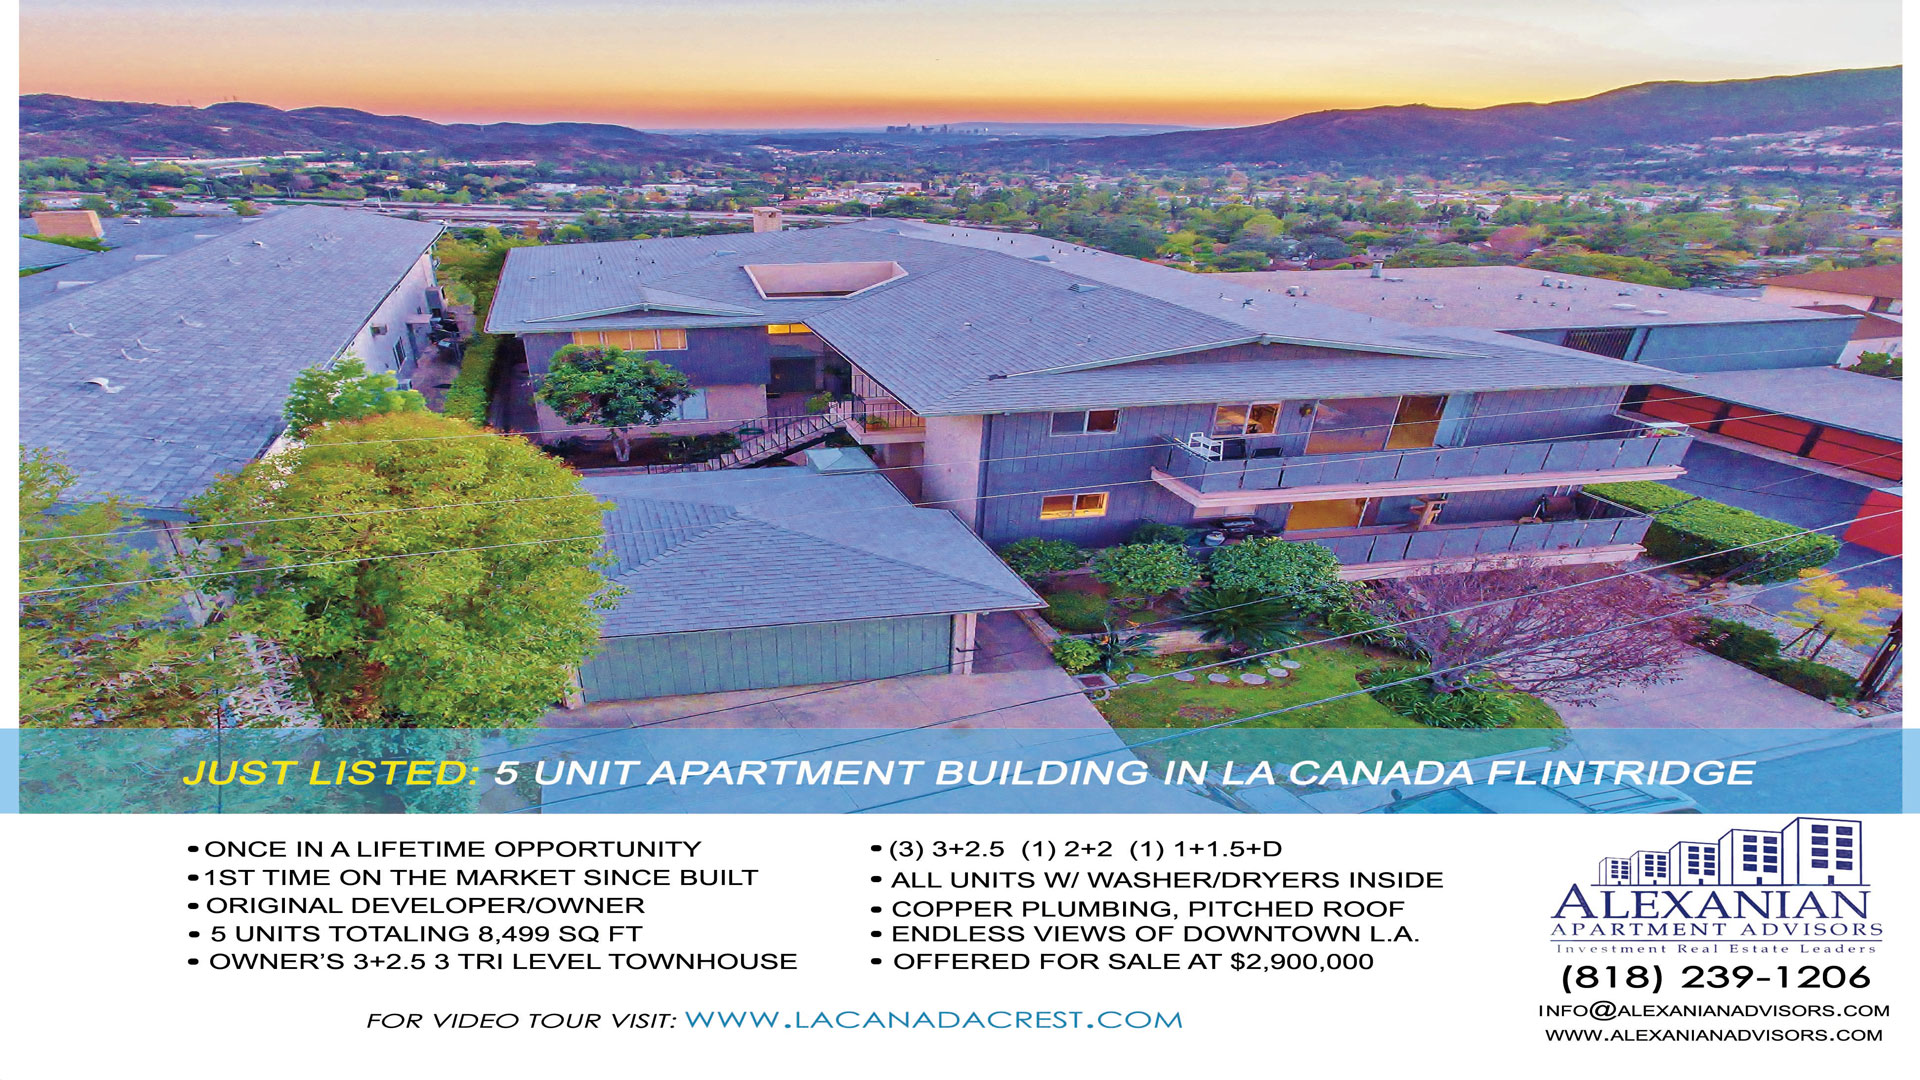 JUST LISTED: 5 UNIT APARTMENT BUILDING IN LA CANADA FLINTRIDGE
• ONCE IN A LIFETIME OPPORTUNITY
• 1ST TIME ON THE MARKET SINCE BUILT
• ORIGINAL DEVELOPER/OWNER
• 5 UNITS TOTALING 8,499 SQ FT
• OWNER'S 3+2.5 3 TRI LEVEL TOWNHOUSE
• (3) 3+2.5 (1) 2+2 (1) 1+1.5+D
• ALL UNITS W/ WASHER/DRYERS INSIDE
• COPPER PLUMBING, PITCHED ROOF
• ENDLESS VIEWS OF DOWNTOWN L.A.
• OFFERED FOR SALE AT $2,900,000
FOR VIDEO TOUR VISIT: WWW.LACANADACREST.COM
ALEXANIAN
APARTMENT ADVISORS
Investment Real Estate Leaders
(818) 239-1206
INFO@ALEXANIANADVISORS.COM
WWW.ALEXANIANADVISORS.COM